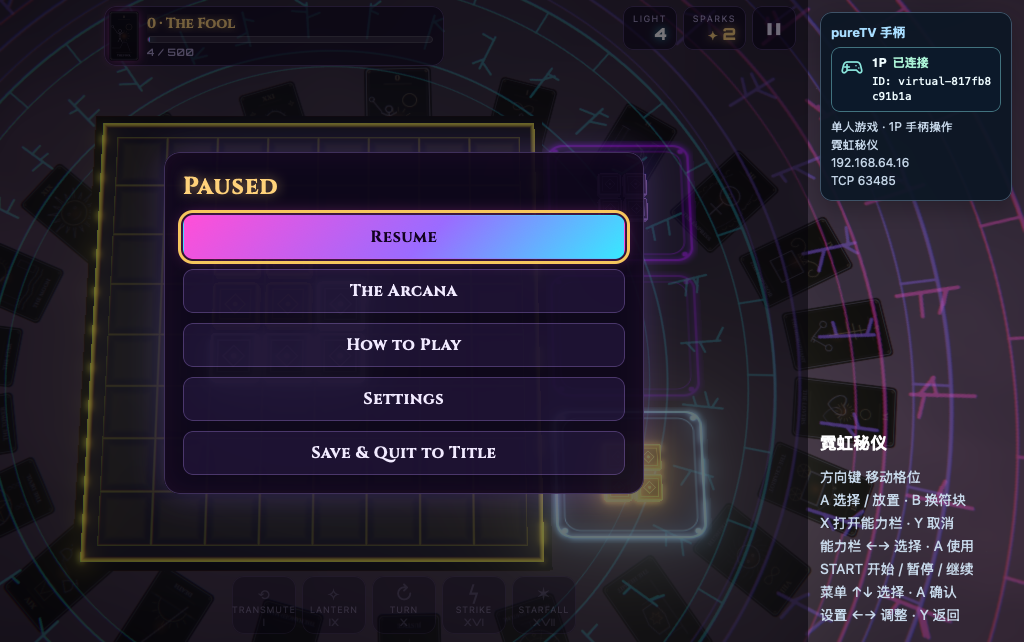 0 · The Fool
4 / 500
LIGHT
4
SPARKS
2
Paused
Resume
The Arcana
How to Play
Settings
Save & Quit to Title
TRANSMUTE
I
LANTERN
IX
TURN
X
STRIKE
XVI
STARFALL
XVII
pureTV 手柄
1P 已连接
ID: virtual-817fb8
c91b1a
单人游戏 · 1P 手柄操作
霓虹秘仪
192.168.64.16
TCP 63485
霓虹秘仪
方向键 移动格位
A 选择 / 放置 · B 换符块
X 打开能力栏 · Y 取消
能力栏 ←→ 选择 · A 使用
START 开始 / 暂停 / 继续
菜单 ↑↓ 选择 · A 确认
设置 ←→ 调整 · Y 返回